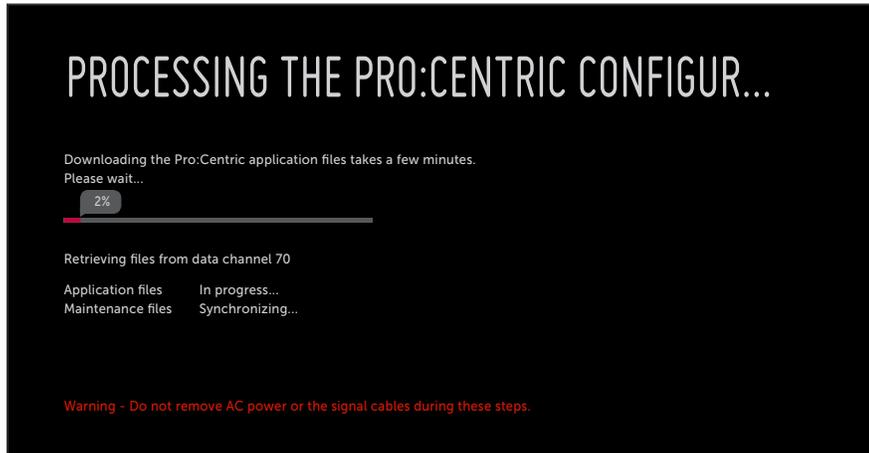 PROCESSING THE PRO:CENTRIC CONFIGUR...
Downloading the Pro:Centric application files takes a few minutes.
Please wait...
2%
Retrieving files from data channel 70
Application files In progress...
Maintenance files Synchronizing...
Warning - Do not remove AC power or the signal cables during these steps.